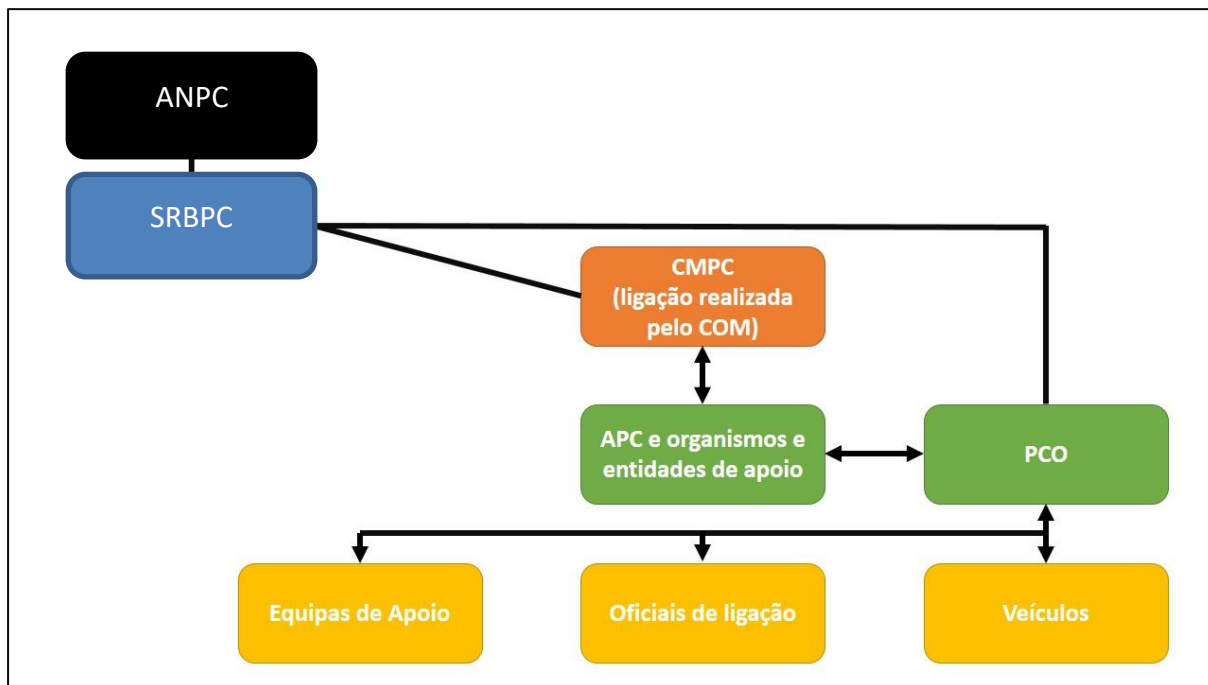 ANPC
SRBPC
CMPC
(ligação realizada
pelo COM)
APC e organismos e
entidades de apoio
PCO
Equipas de Apoio
Oficiais de ligação
Veículos